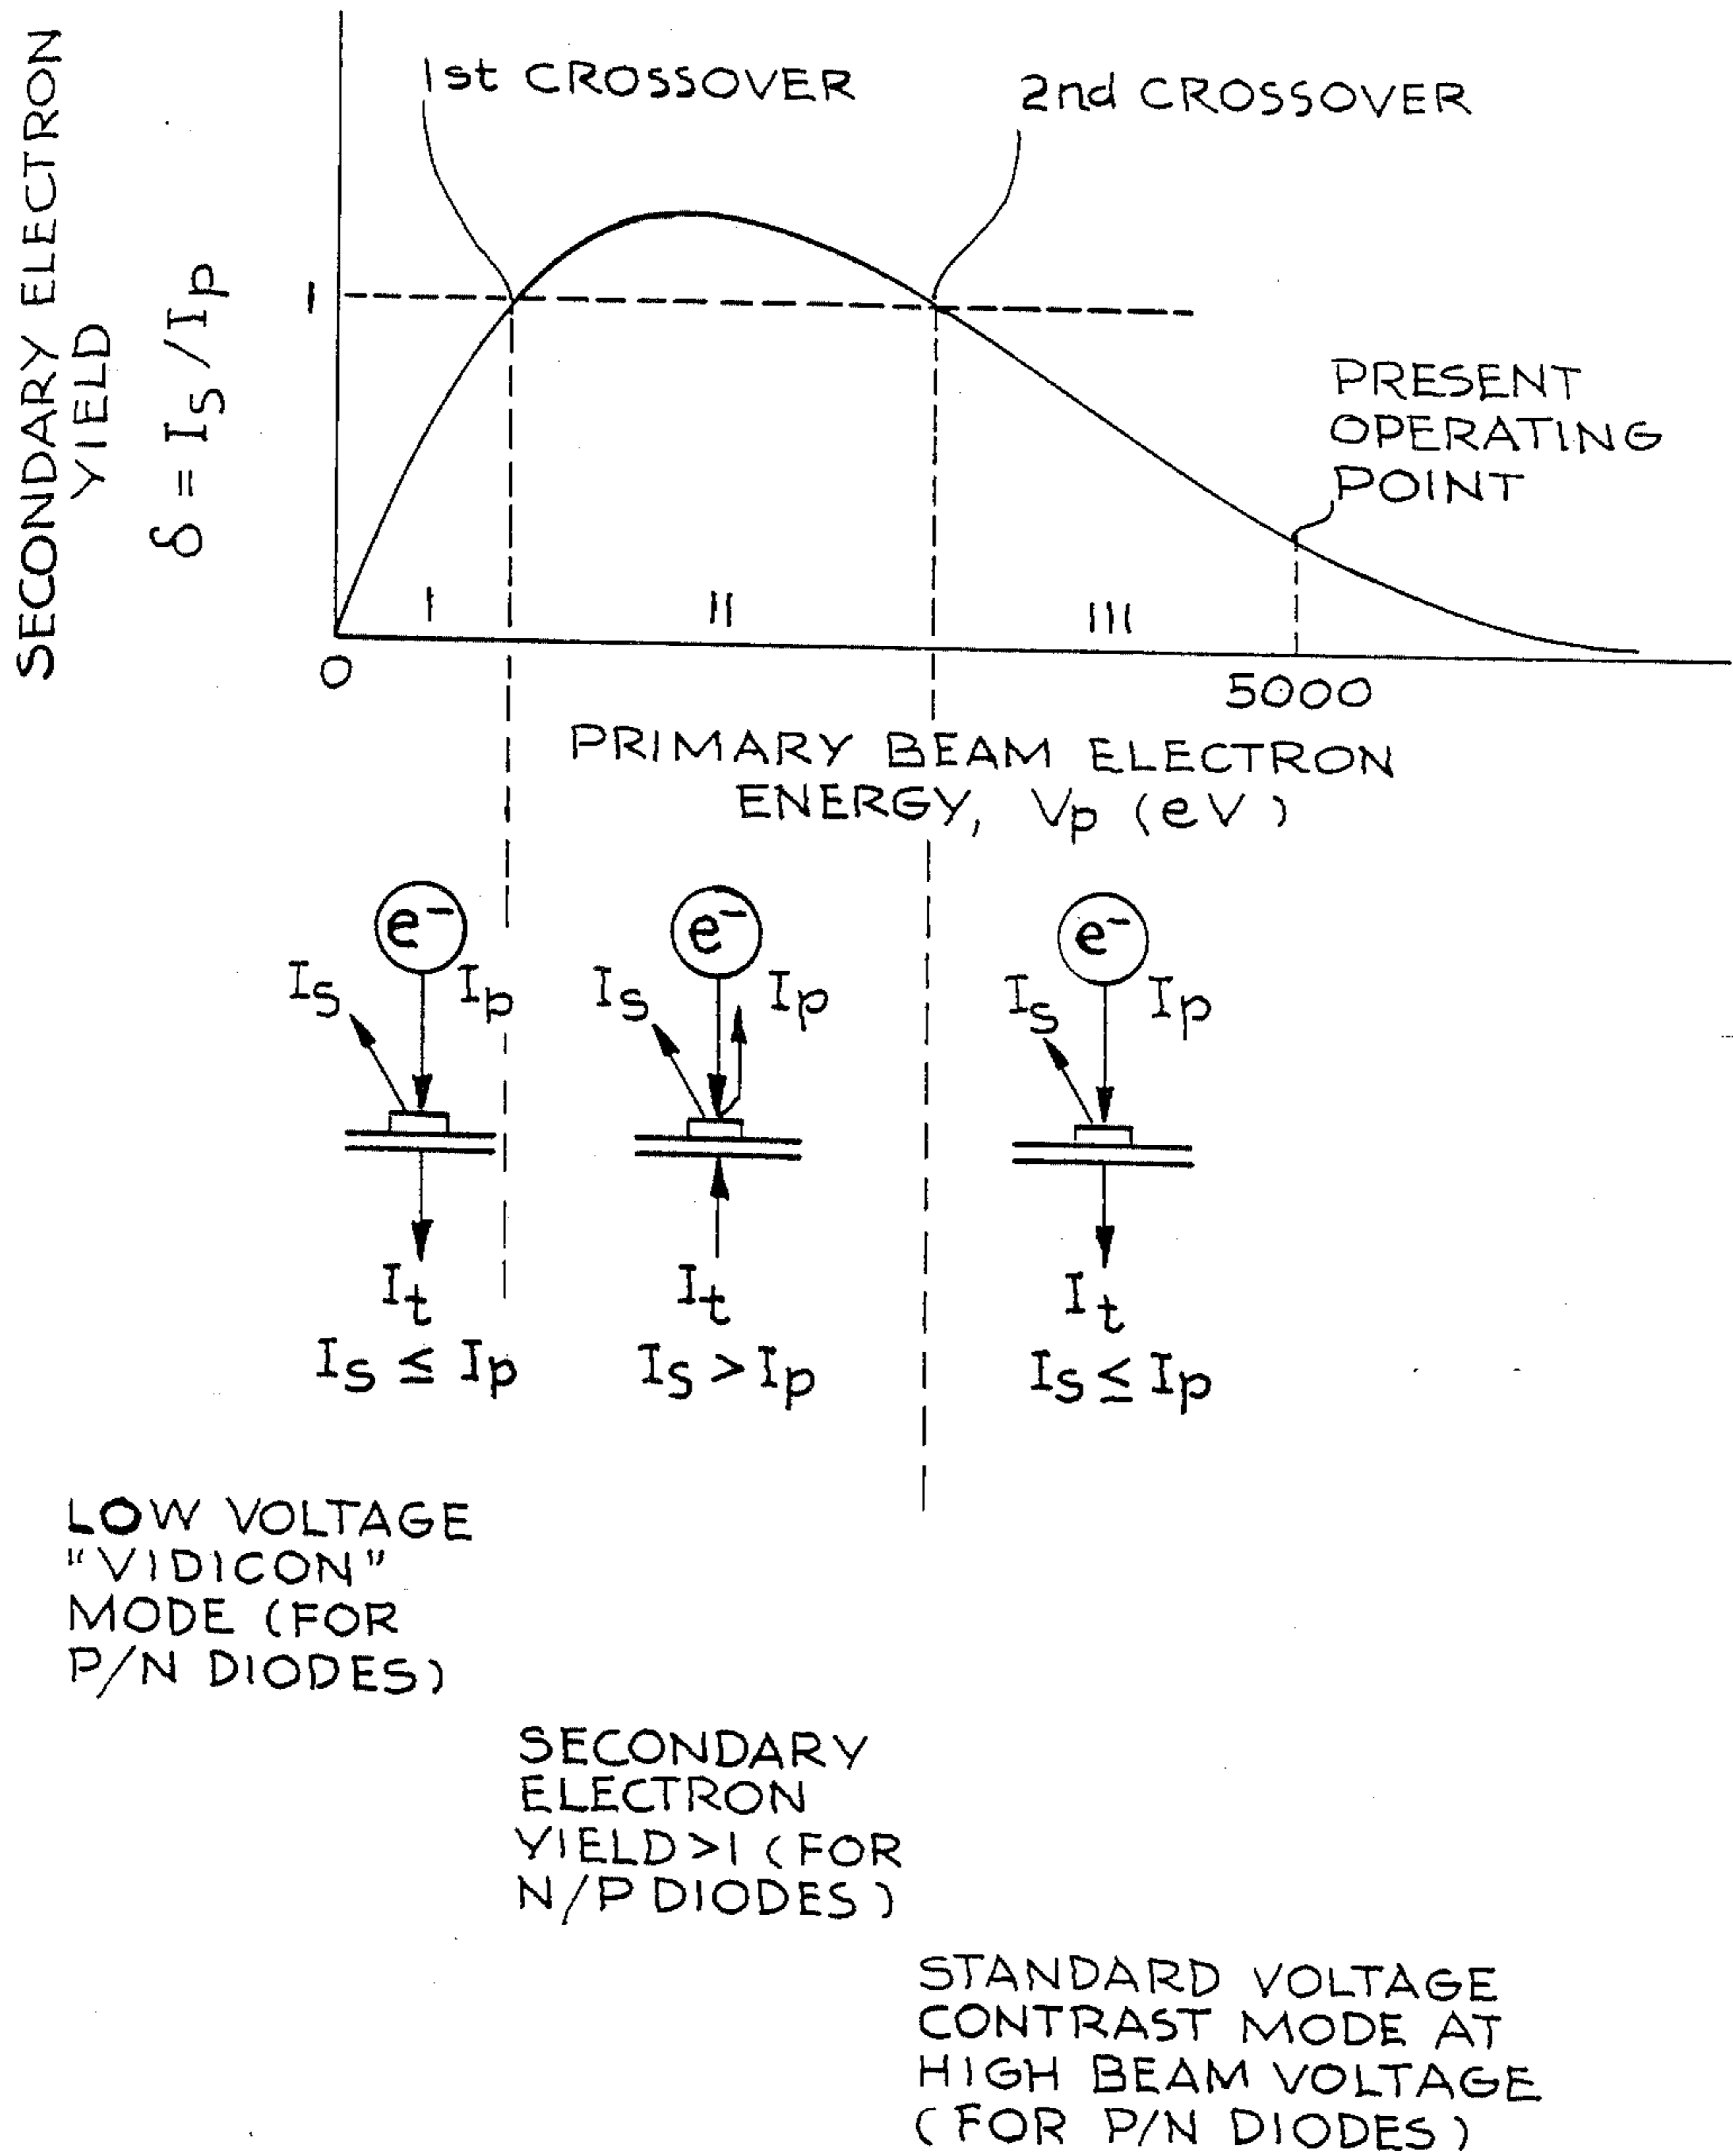 SECONDARY ELECTRON
YIELD
δ = Is/Ip
1st CROSSOVER
2nd CROSSOVER
1
PRESENT
OPERATING
POINT
I
II
III
0
5000
PRIMARY BEAM ELECTRON
ENERGY, Vp (eV)
e⁻
Is
Ip
It
Is ≤ Ip
e⁻
Is
Ip
It
Is > Ip
e⁻
Is
Ip
It
Is ≤ Ip
LOW VOLTAGE
"VIDICON"
MODE (FOR
P/N DIODES)
SECONDARY
ELECTRON
YIELD>1 (FOR
N/P DIODES)
STANDARD VOLTAGE
CONTRAST MODE AT
HIGH BEAM VOLTAGE
(FOR P/N DIODES)